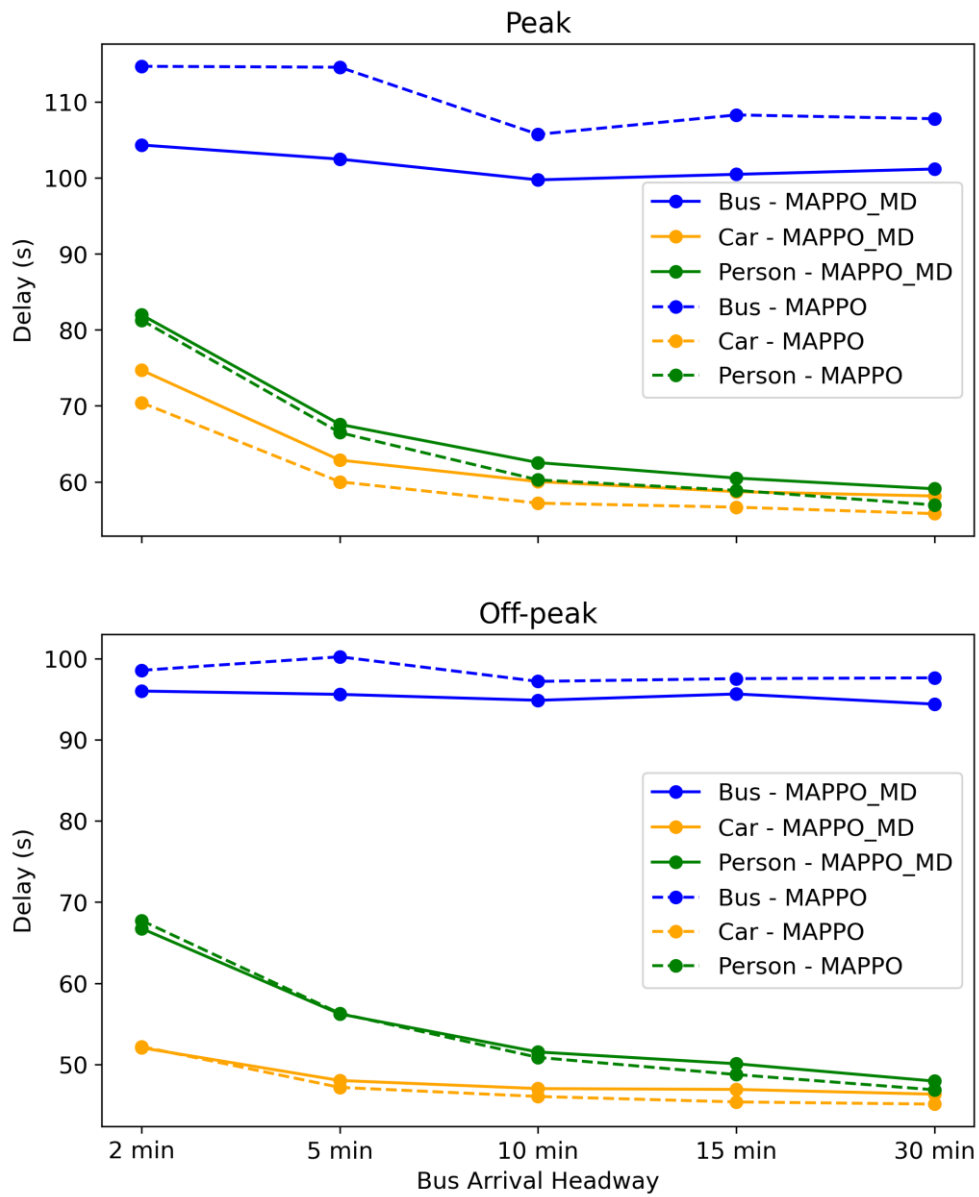 Peak
Delay (s)
110
100
90
80
70
60
Bus - MAPPO_MD
Car - MAPPO_MD
Person - MAPPO_MD
Bus - MAPPO
Car - MAPPO
Person - MAPPO
Off-peak
Delay (s)
100
90
80
70
60
50
Bus - MAPPO_MD
Car - MAPPO_MD
Person - MAPPO_MD
Bus - MAPPO
Car - MAPPO
Person - MAPPO
2 min 5 min 10 min 15 min 30 min
Bus Arrival Headway